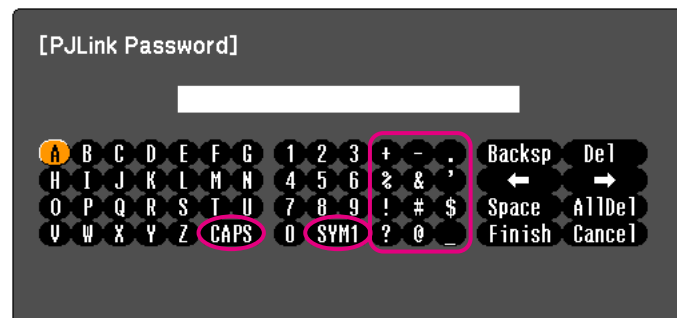 [PJLink Password]
A B C D E F G 1 2 3 + - . Backsp Del
H I J K L M N 4 5 6 % & ' ← →
O P Q R S T U 7 8 9 ! # $ Space AllDel
V W X Y Z CAPS 0 SYM1 ? @ _ Finish Cancel